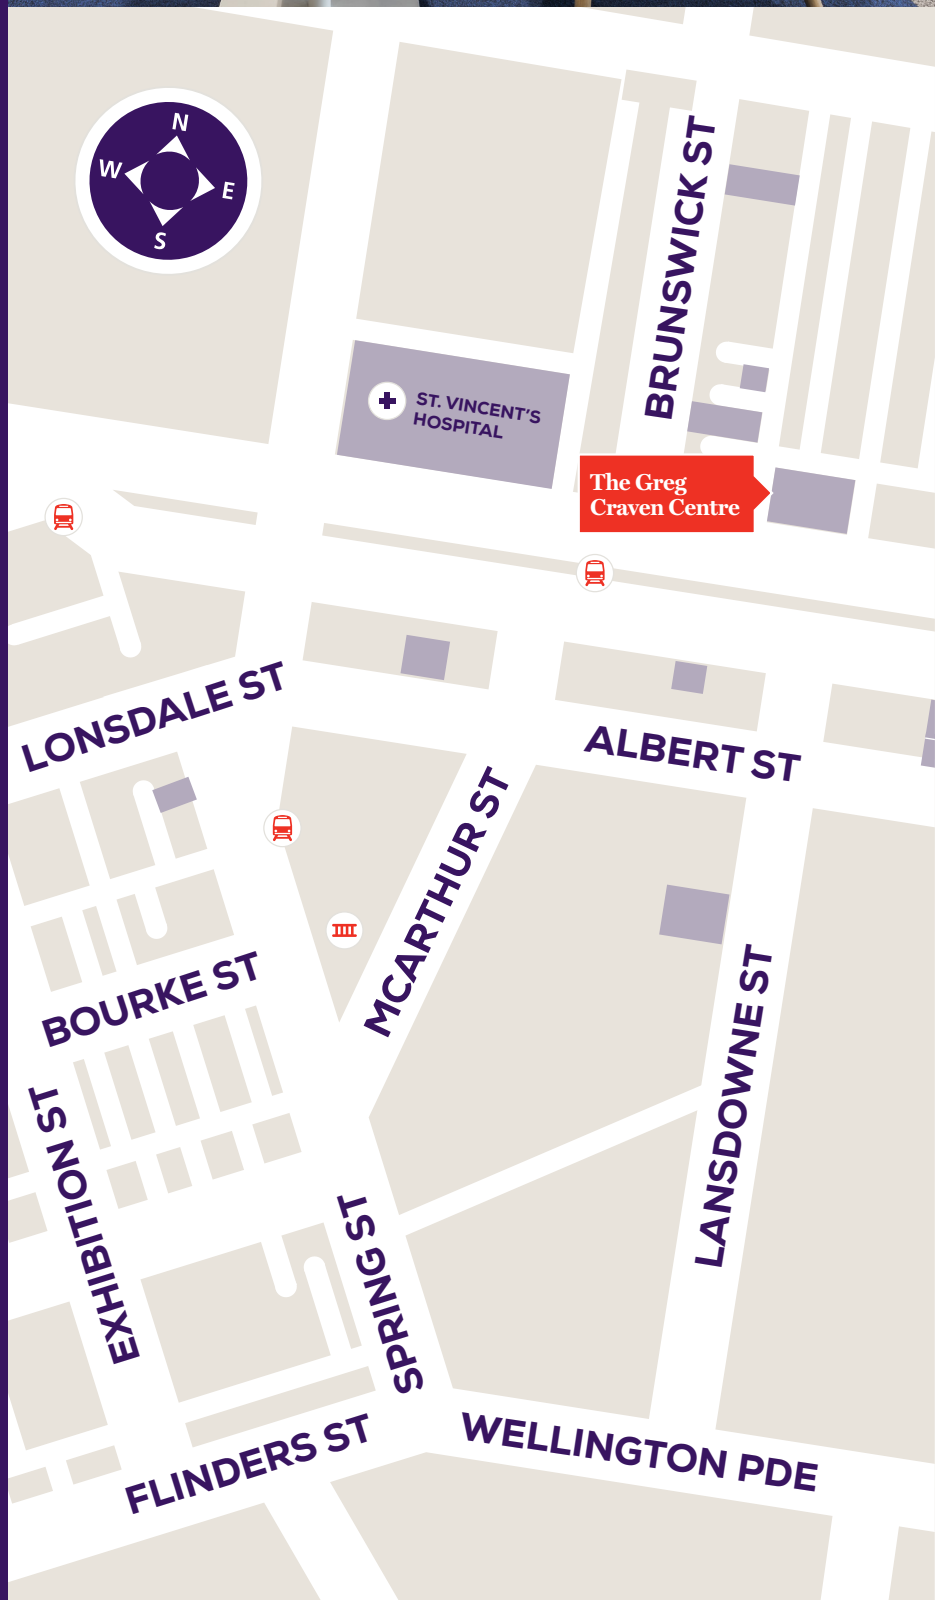 N
W
E
S
BRUNSWICK ST
ST. VINCENT'S
HOSPITAL
The Greg
Craven Centre
LONSDALE ST
ALBERT ST
MCARTHUR ST
BOURKE ST
LANSDOWNE ST
EXHIBITION ST
SPRING ST
FLINDERS ST
WELLINGTON PDE